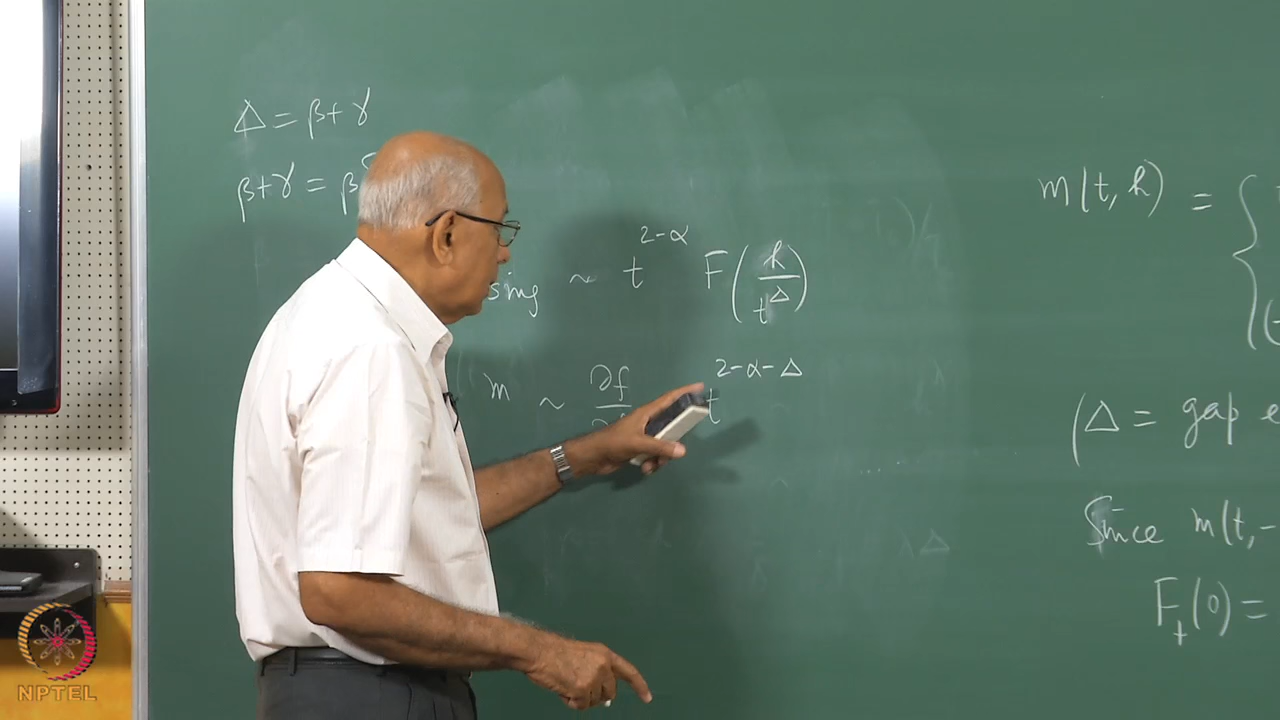 Δ = β + γ
β + γ = β
sing ~ t^{2-α} F(h/t^Δ)
m ~ ∂f t^{2-α-Δ}
m(t, h) = {
(Δ = gap e
Since m(t, -
F_+(0) =
NPTEL